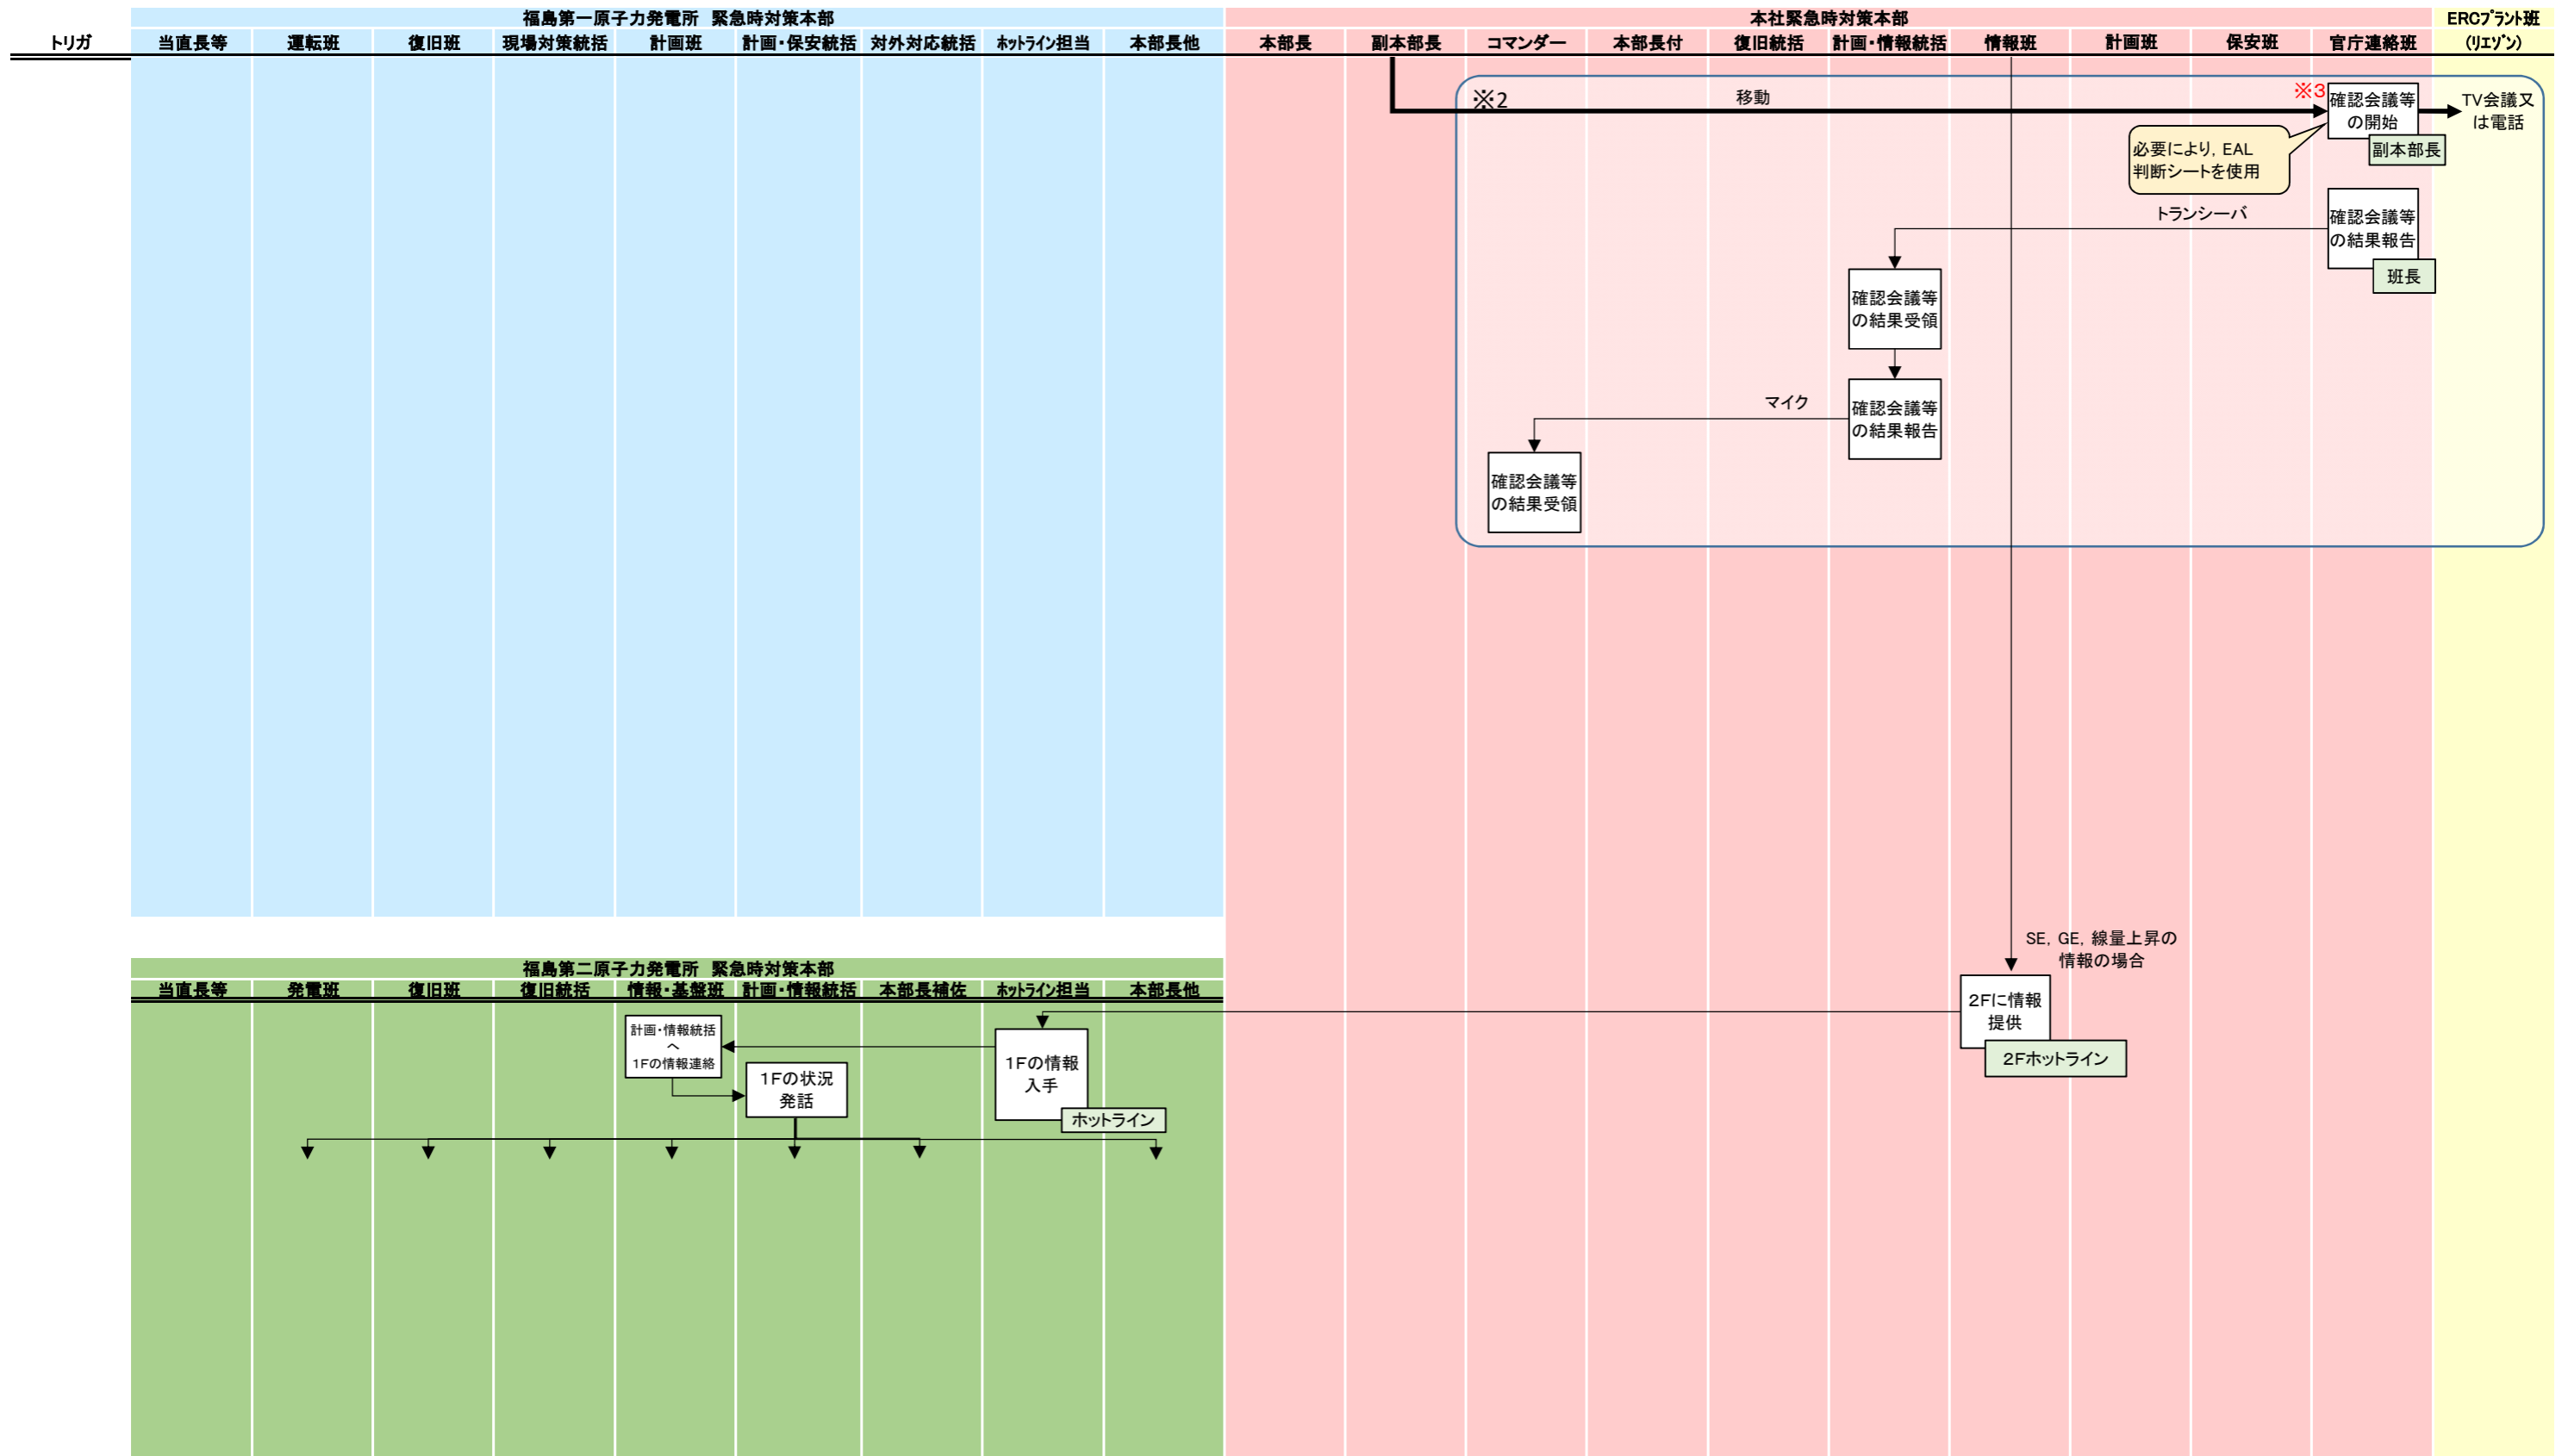 福島第一原子力発電所 緊急時対策本部
本社緊急時対策本部
ERCﾌﾟﾗﾝﾄ班
トリガ
当直長等
運転班
復旧班
現場対策統括
計画班
計画・保安統括
対外対応統括
ﾎｯﾄﾗｲﾝ担当
本部長他
本部長
副本部長
コマンダー
本部長付
復旧統括
計画・情報統括
情報班
計画班
保安班
官庁連絡班
(ﾘｴｿﾞﾝ)
※2
移動
※3
確認会議等
の開始
副本部長
TV会議又
は電話
必要により, EAL
判断シートを使用
トランシーバ
確認会議等
の結果報告
班長
確認会議等
の結果受領
マイク
確認会議等
の結果報告
確認会議等
の結果受領
SE, GE, 線量上昇の
情報の場合
2Fに情報
提供
2Fホットライン
福島第二原子力発電所 緊急時対策本部
当直長等
発電班
復旧班
復旧統括
情報・基盤班
計画・情報統括
本部長補佐
ﾎｯﾄﾗｲﾝ担当
本部長他
計画・情報統括
へ
1Fの情報連絡
1Fの状況
発話
1Fの情報
入手
ホットライン